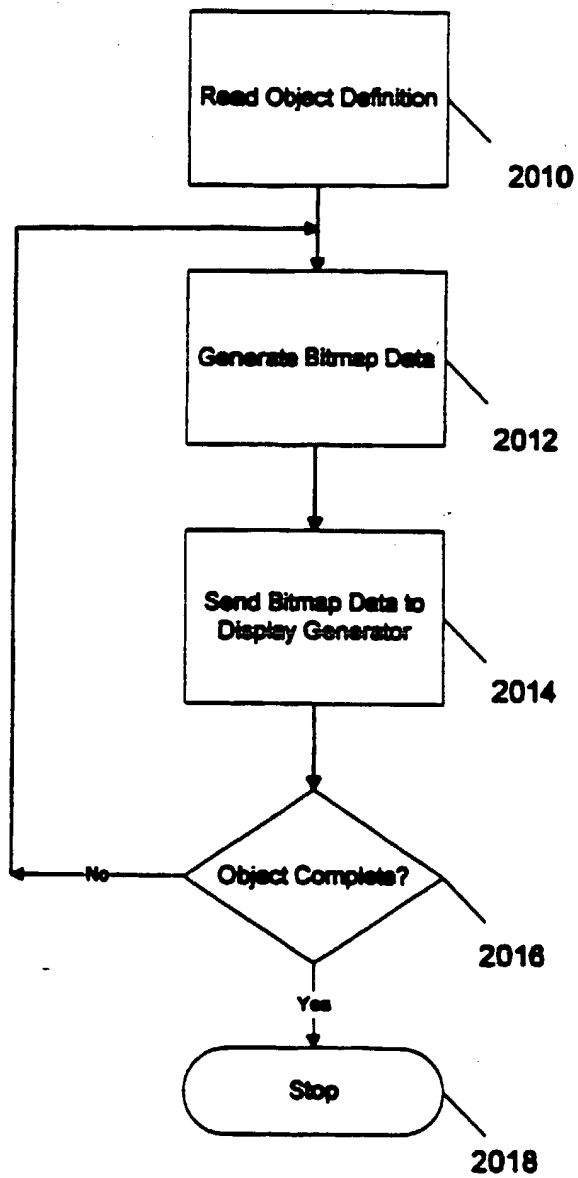 Read Object Definition
2010
Generate Bitmap Data
2012
Send Bitmap Data to
Display Generator
2014
Object Complete?
No
2016
Yes
Stop
2018